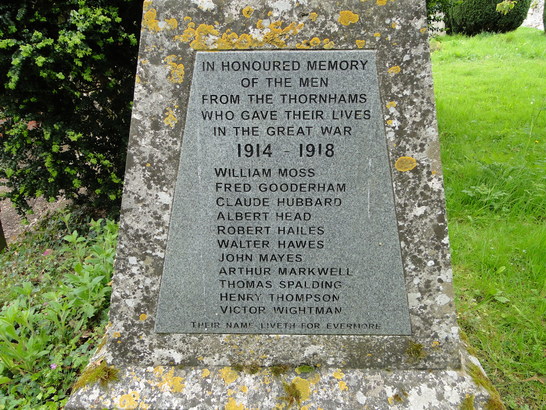 IN HONOURED MEMORY
OF THE MEN
FROM THE THORNHAMS
WHO GAVE THEIR LIVES
IN THE GREAT WAR
1914 - 1918
WILLIAM MOSS
FRED GOODERHAM
CLAUDE HUBBARD
ALBERT HEAD
ROBERT HAILES
WALTER HAWES
JOHN MAYES
ARTHUR MARKWELL
THOMAS SPALDING
HENRY THOMPSON
VICTOR WIGHTMAN
THEIR NAME LIVETH FOR EVERMORE